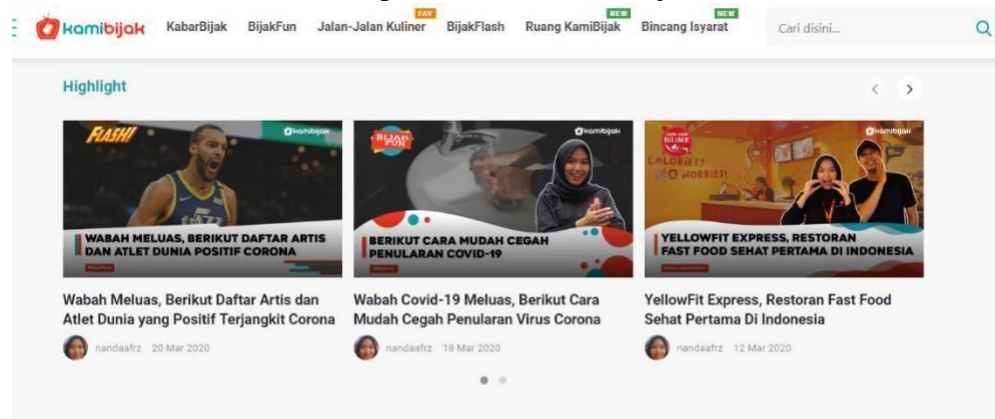 kamibijak KabarBijak BijakFun Jalan-Jalan Kuliner FAV BijakFlash Ruang KamiBijak NEW Bincang Isyarat NEW Cari disini...
Highlight
FLASH!
kamibijak
WABAH MELUAS, BERIKUT DAFTAR ARTIS
DAN ATLET DUNIA POSITIF CORONA
BIJAK
FUN
kamibijak
BERIKUT CARA MUDAH CEGAH
PENULARAN COVID-19
kamibijak
CALORIES?
NO WORRIES!
YELLOWFIT EXPRESS, RESTORAN
FAST FOOD SEHAT PERTAMA DI INDONESIA
Wabah Meluas, Berikut Daftar Artis dan
Atlet Dunia yang Positif Terjangkit Corona
nandaafrz 20 Mar 2020
Wabah Covid-19 Meluas, Berikut Cara
Mudah Cegah Penularan Virus Corona
nandaafrz 18 Mar 2020
YellowFit Express, Restoran Fast Food
Sehat Pertama Di Indonesia
nandaafrz 12 Mar 2020